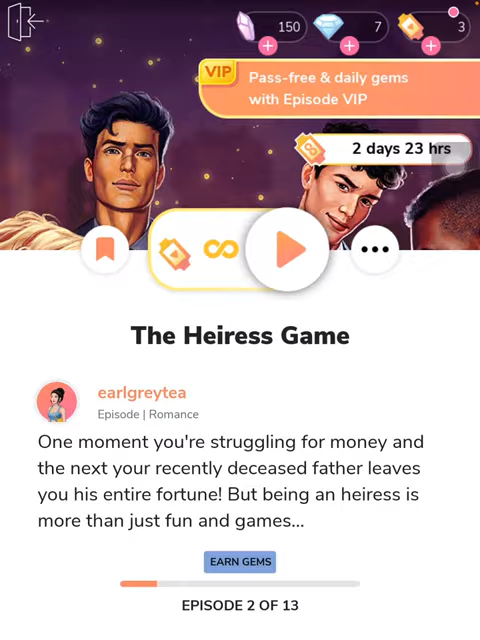 150
7
3
VIP
Pass-free & daily gems
with Episode VIP
2 days 23 hrs
The Heiress Game
earlgreytea
Episode | Romance
One moment you're struggling for money and
the next your recently deceased father leaves
you his entire fortune! But being an heiress is
more than just fun and games...
EARN GEMS
EPISODE 2 OF 13